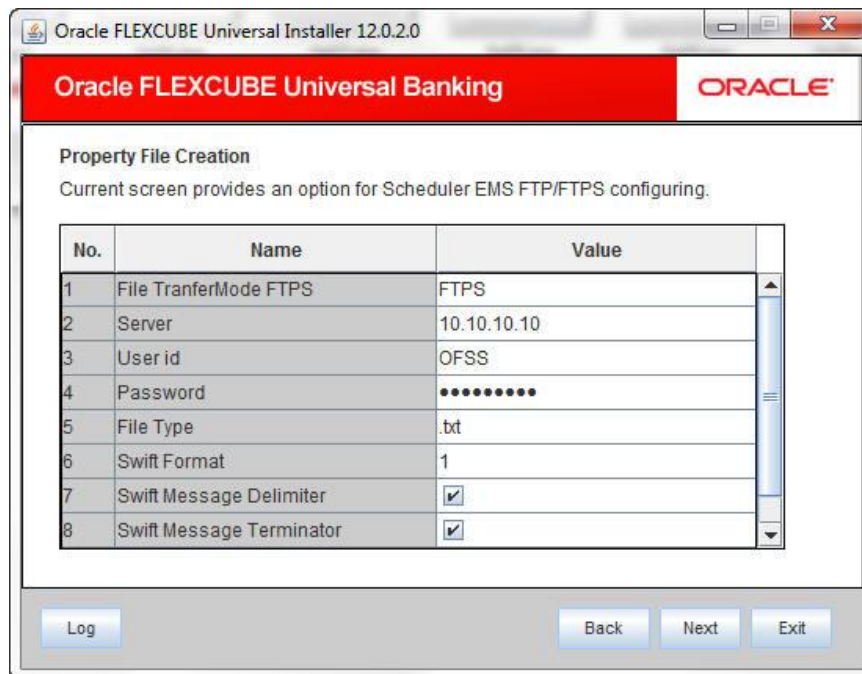 Oracle FLEXCUBE Universal Installer 12.0.2.0
Oracle FLEXCUBE Universal Banking
ORACLE
Property File Creation
Current screen provides an option for Scheduler EMS FTP/FTPS configuring.
No. Name Value
1 File TranferMode FTPS FTPS
2 Server 10.10.10.10
3 User id OFSS
4 Password •••••••••
5 File Type .txt
6 Swift Format 1
7 Swift Message Delimiter
8 Swift Message Terminator
Log Back Next Exit